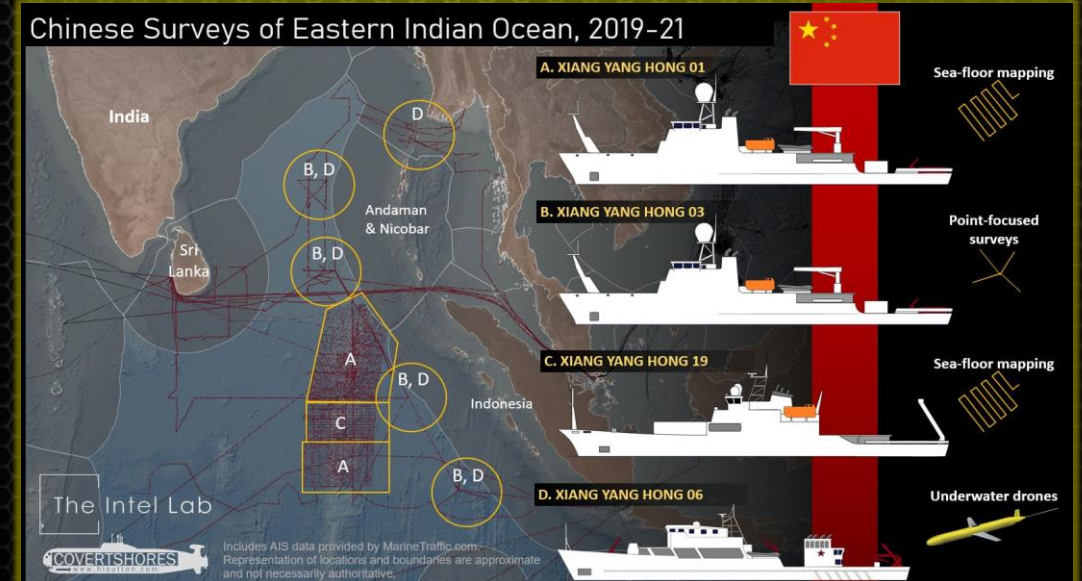 Chinese Surveys of Eastern Indian Ocean, 2019-21
India
D
B, D
Andaman
& Nicobar
Sri
Lanka
B, D
A
B, D
Indonesia
C
A
B, D
A. XIANG YANG HONG 01
Sea-floor mapping
B. XIANG YANG HONG 03
Point-focused
surveys
C. XIANG YANG HONG 19
Sea-floor mapping
D. XIANG YANG HONG 06
Underwater drones
The Intel Lab
COVERTSHORES
www.hisutton.com
Includes AIS data provided by MarineTraffic.com.
Representation of locations and boundaries are approximate
and not necessarily authoritative.